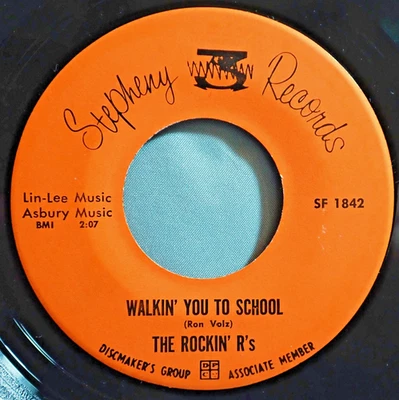 Stepheny Records
Lin-Lee Music
Asbury Music
BMI 2:07
SF 1842
WALKIN' YOU TO SCHOOL
(Ron Volz)
THE ROCKIN' R's
DISCMAKER'S GROUP DPCS ASSOCIATE MEMBER